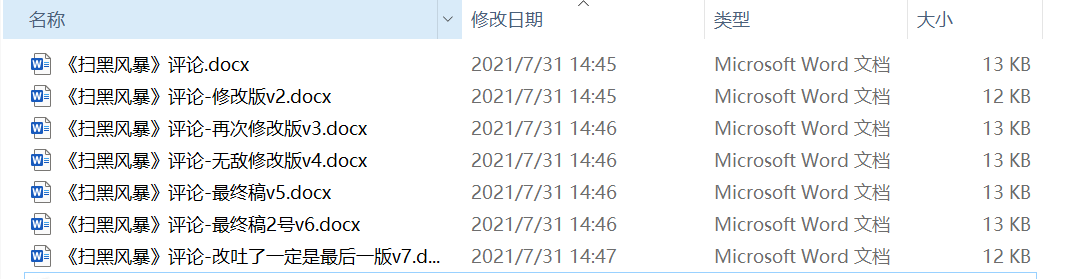 名称 修改日期 类型 大小
《扫黑风暴》评论.docx 2021/7/31 14:45 Microsoft Word 文档 13 KB
《扫黑风暴》评论-修改版v2.docx 2021/7/31 14:45 Microsoft Word 文档 12 KB
《扫黑风暴》评论-再次修改版v3.docx 2021/7/31 14:46 Microsoft Word 文档 13 KB
《扫黑风暴》评论-无敌修改版v4.docx 2021/7/31 14:46 Microsoft Word 文档 13 KB
《扫黑风暴》评论-最终稿v5.docx 2021/7/31 14:46 Microsoft Word 文档 13 KB
《扫黑风暴》评论-最终稿2号v6.docx 2021/7/31 14:46 Microsoft Word 文档 13 KB
《扫黑风暴》评论-改吐了一定是最后一版v7.d... 2021/7/31 14:47 Microsoft Word 文档 12 KB